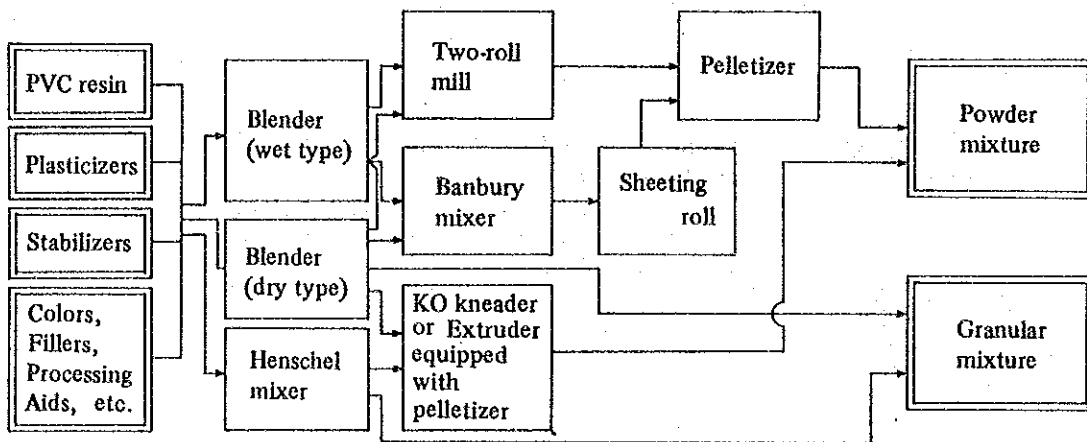 PVC resin
Plasticizers
Stabilizers
Colors,
Fillers,
Processing
Aids, etc.
Blender
(wet type)
Blender
(dry type)
Henschel
mixer
Two-roll
mill
Banbury
mixer
KO kneader
or Extruder
equipped
with
pelletizer
Sheeting
roll
Pelletizer
Powder
mixture
Granular
mixture